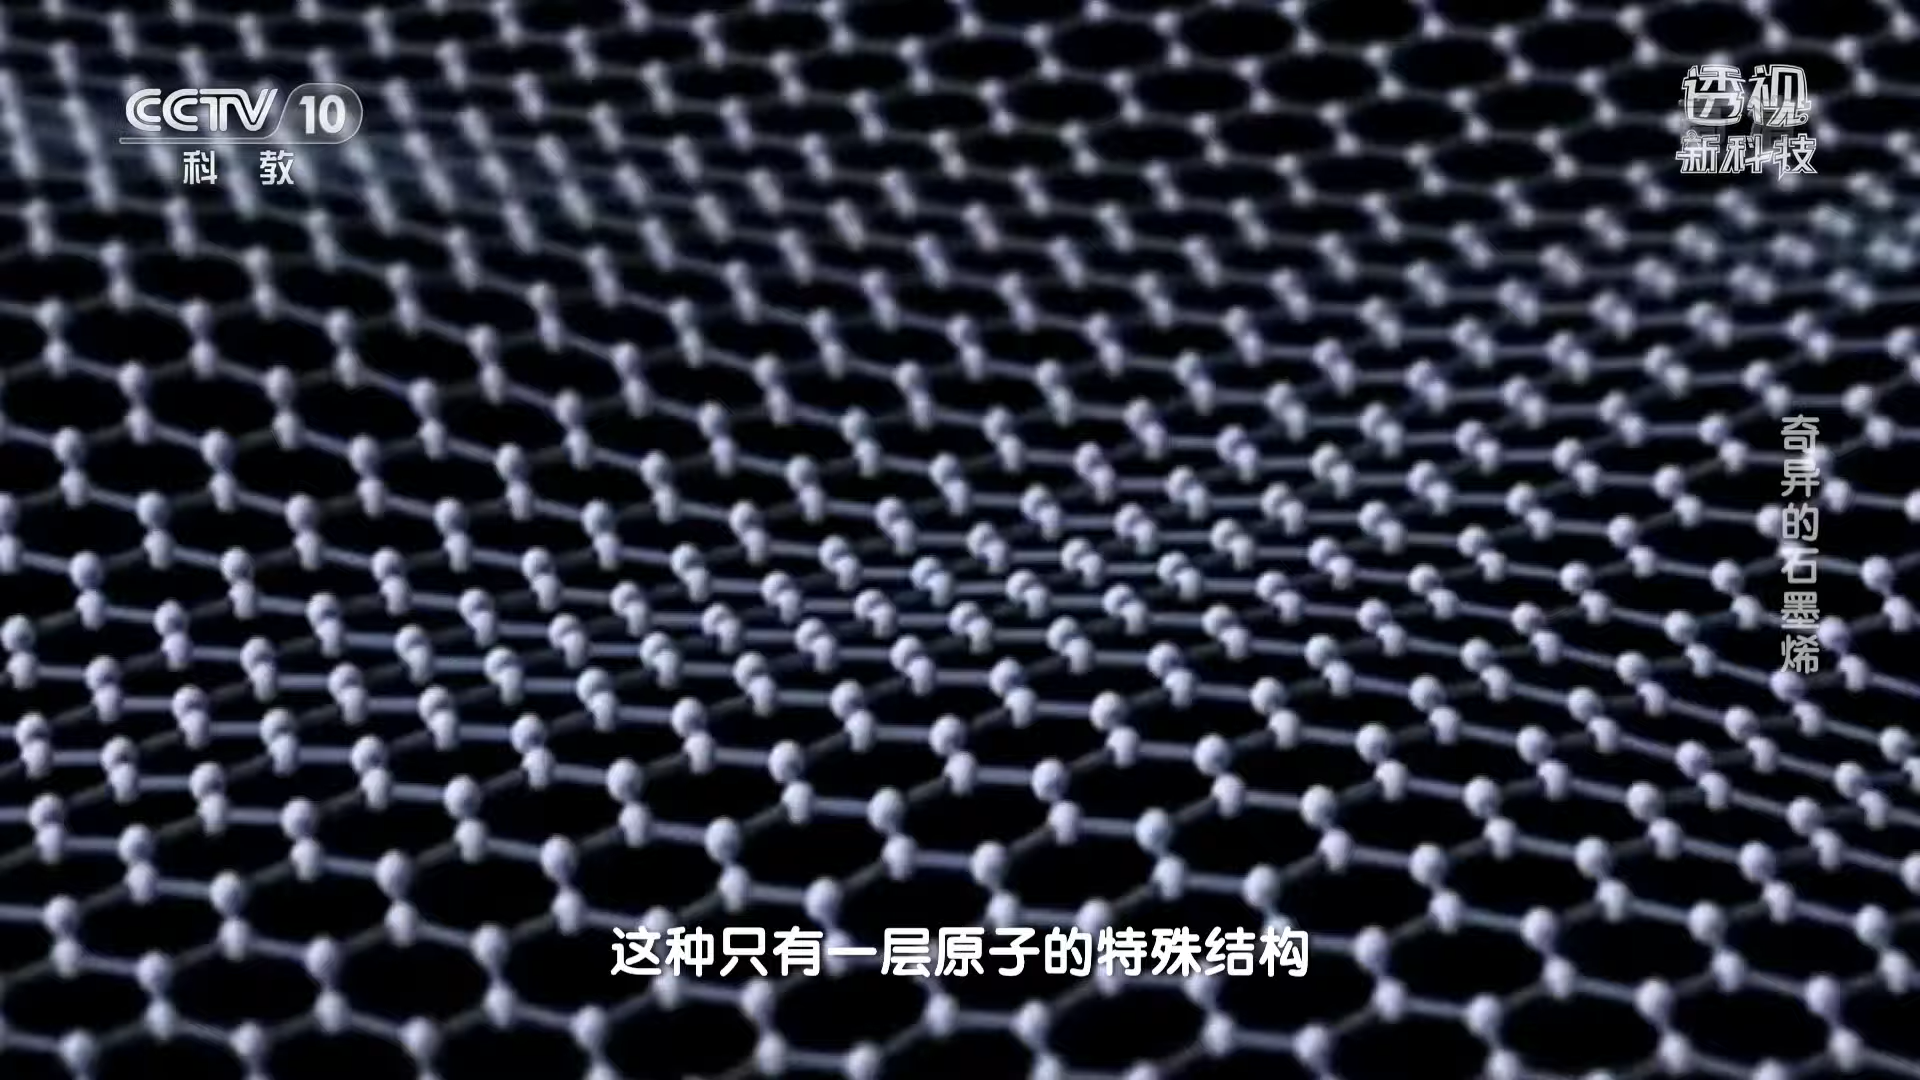 CCTV 10
科教
透视
新科技
奇异的石墨烯
这种只有一层原子的特殊结构